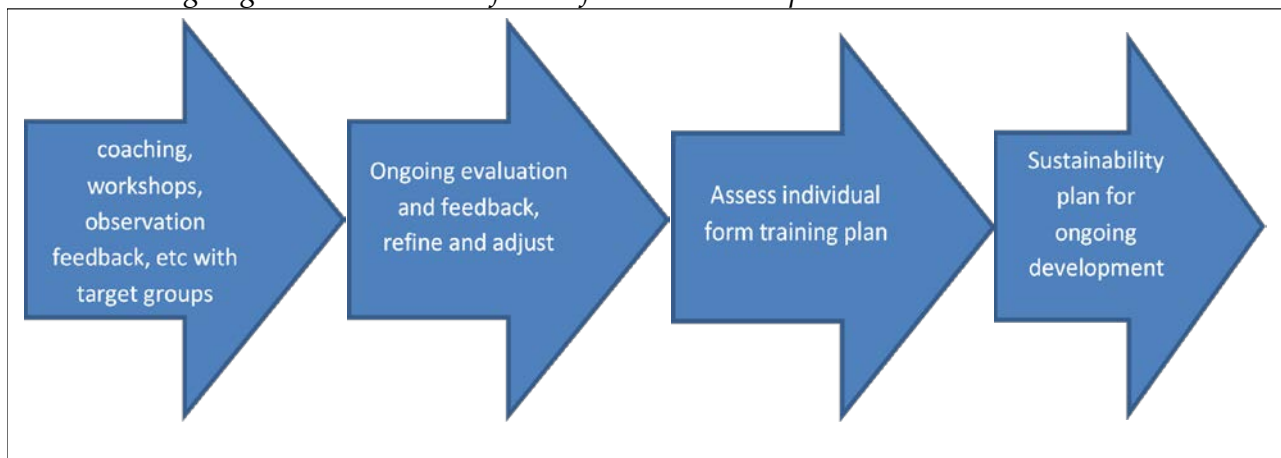 coaching,
workshops,
observation
feedback, etc with
target groups
Ongoing evaluation
and feedback,
refine and adjust
Assess individual
form training plan
Sustainability
plan for
ongoing
development